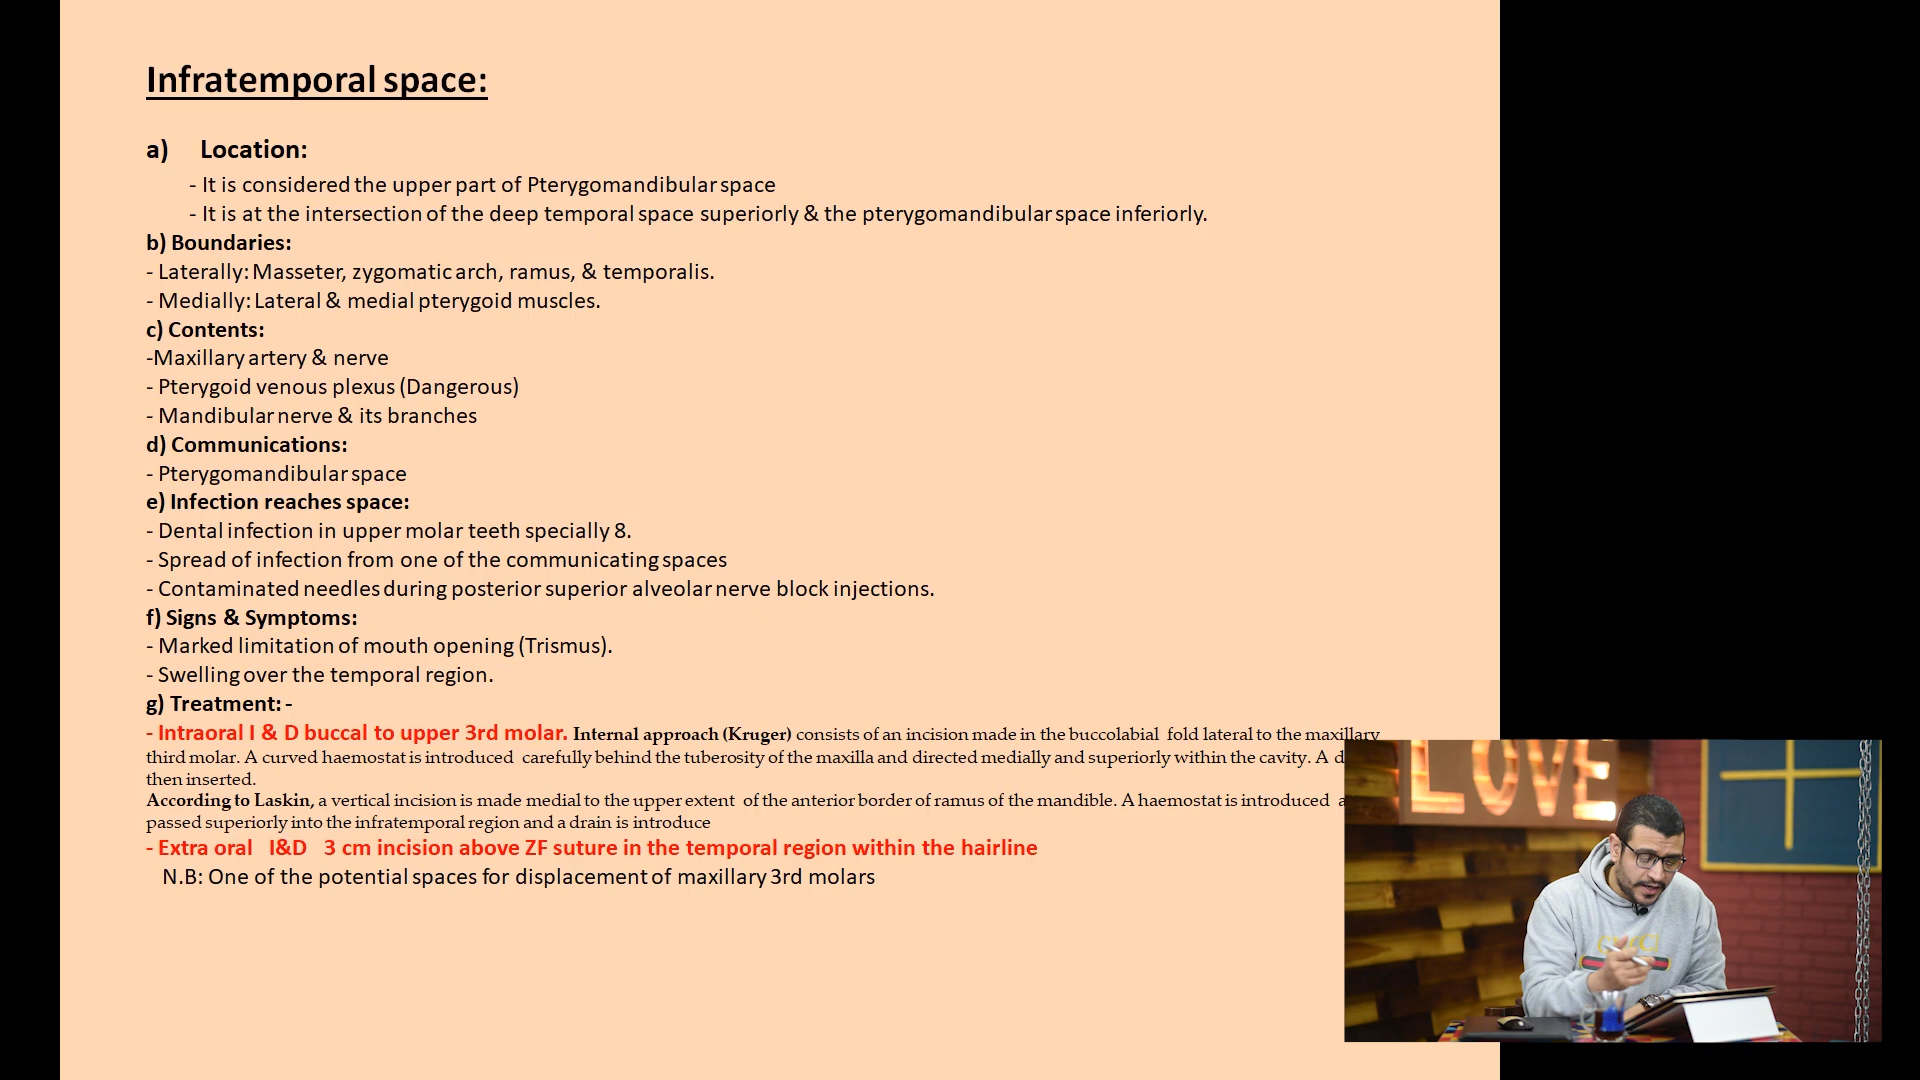 Infratemporal space:
a) Location:
- It is considered the upper part of Pterygomandibular space
- It is at the intersection of the deep temporal space superiorly & the pterygomandibular space inferiorly.
b) Boundaries:
- Laterally: Masseter, zygomatic arch, ramus, & temporalis.
- Medially: Lateral & medial pterygoid muscles.
c) Contents:
-Maxillary artery & nerve
- Pterygoid venous plexus (Dangerous)
- Mandibular nerve & its branches
d) Communications:
- Pterygomandibular space
e) Infection reaches space:
- Dental infection in upper molar teeth specially 8.
- Spread of infection from one of the communicating spaces
- Contaminated needles during posterior superior alveolar nerve block injections.
f) Signs & Symptoms:
- Marked limitation of mouth opening (Trismus).
- Swelling over the temporal region.
g) Treatment: -
- Intraoral I & D buccal to upper 3rd molar. Internal approach (Kruger) consists of an incision made in the buccolabial fold lateral to the maxillary
third molar. A curved haemostat is introduced carefully behind the tuberosity of the maxilla and directed medially and superiorly within the cavity. A
then inserted.
According to Laskin, a vertical incision is made medial to the upper extent of the anterior border of ramus of the mandible. A haemostat is introduced
passed superiorly into the infratemporal region and a drain is introduce
- Extra oral I&D 3 cm incision above ZF suture in the temporal region within the hairline
N.B: One of the potential spaces for displacement of maxillary 3rd molars
LOVE